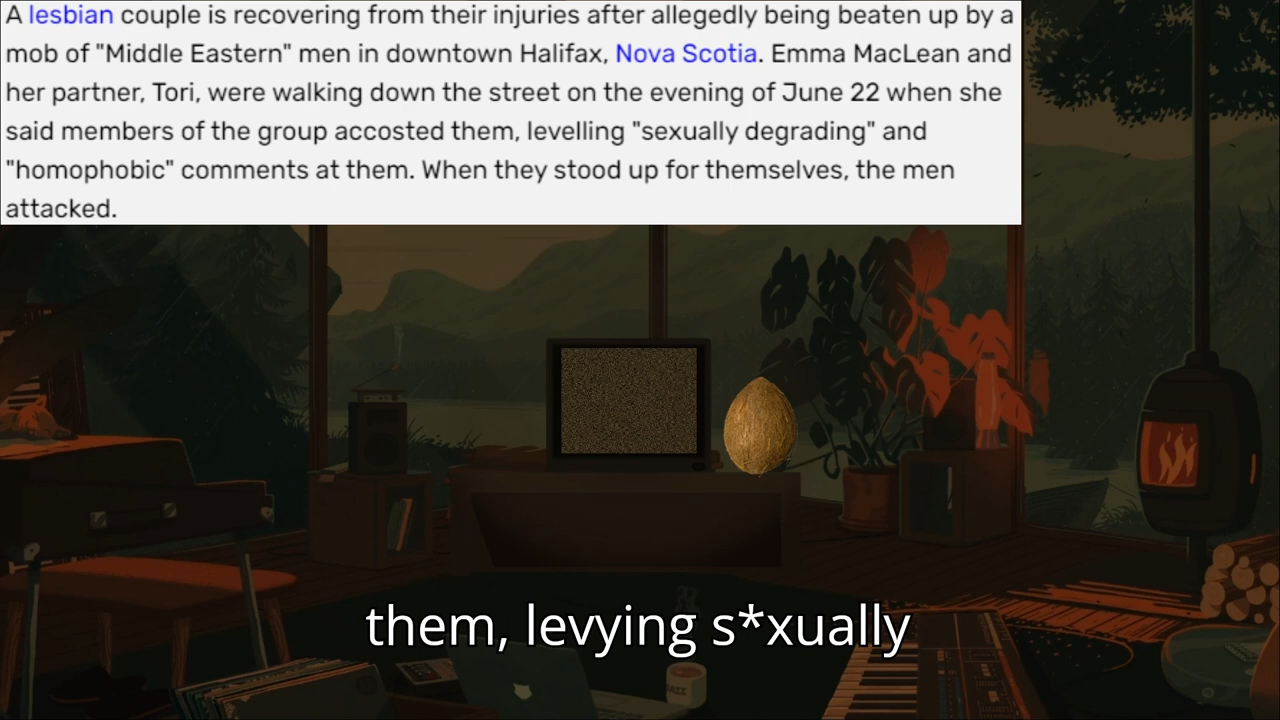 A lesbian couple is recovering from their injuries after allegedly being beaten up by a
mob of "Middle Eastern" men in downtown Halifax, Nova Scotia. Emma MacLean and
her partner, Tori, were walking down the street on the evening of June 22 when she
said members of the group accosted them, levelling "sexually degrading" and
"homophobic" comments at them. When they stood up for themselves, the men
attacked.
them, levying s*xually
JAZZ